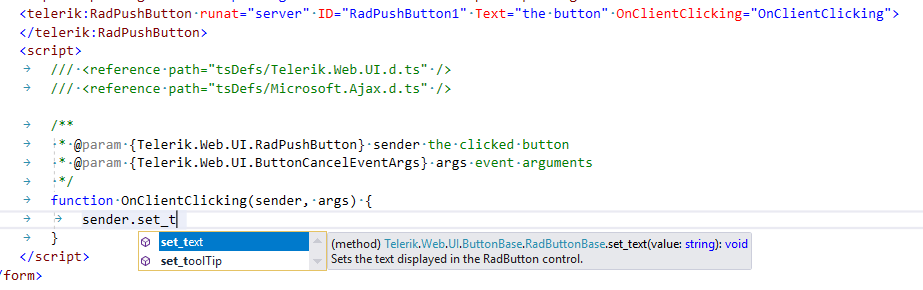 <telerik:RadPushButton runat="server" ID="RadPushButton1" Text="the button" OnClientClicking="OnClientClicking">
</telerik:RadPushButton>
<script>
/// <reference path="tsDefs/Telerik.Web.UI.d.ts" />
/// <reference path="tsDefs/Microsoft.Ajax.d.ts" />
/**
* @param {Telerik.Web.UI.RadPushButton} sender the clicked button
* @param {Telerik.Web.UI.ButtonCancelEventArgs} args event arguments
*/
function OnClientClicking(sender, args) {
sender.set_t
}
set_text
(method) Telerik.Web.UI.ButtonBase.RadButtonBase.set_text(value: string): void
set_toolTip
Sets the text displayed in the RadButton control.
</script>
/form>